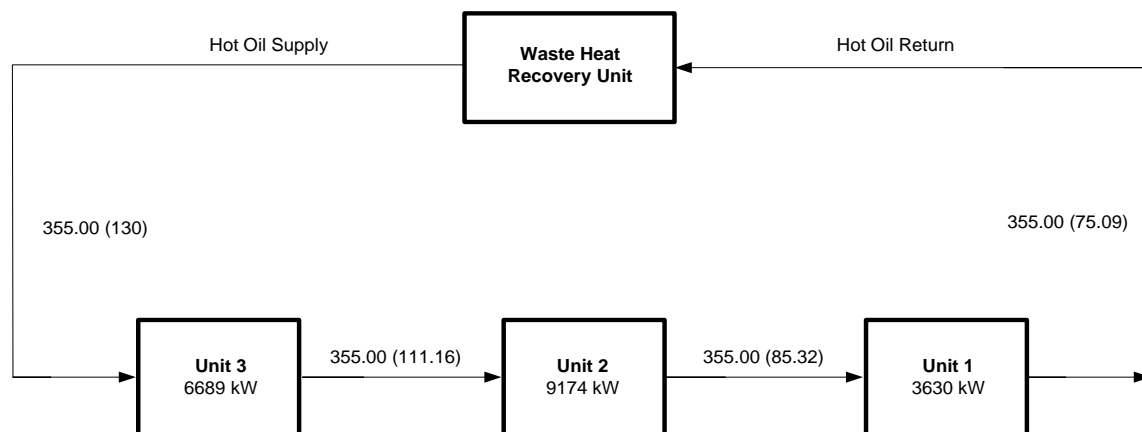 Hot Oil Supply
Waste Heat
Recovery Unit
Hot Oil Return
355.00 (130)
355.00 (75.09)
Unit 3
6689 kW
355.00 (111.16)
Unit 2
9174 kW
355.00 (85.32)
Unit 1
3630 kW